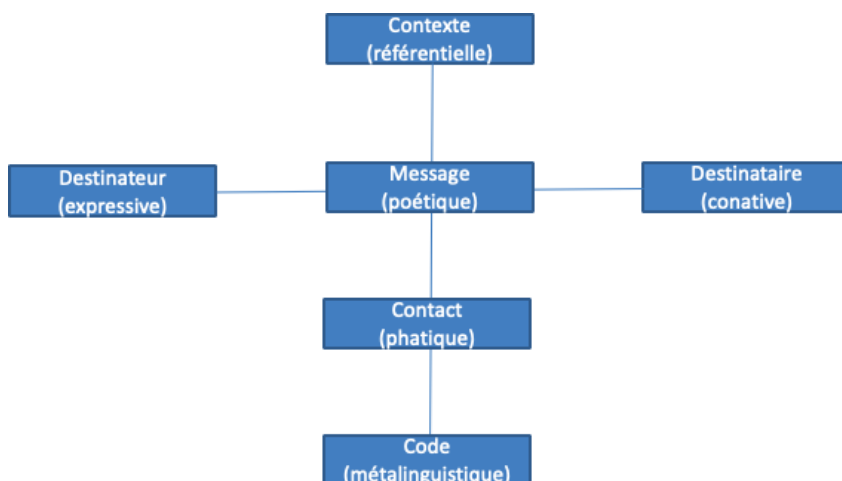 Contexte
(référentielle)
Destinateur
(expressive)
Message
(poétique)
Destinataire
(conative)
Contact
(phatique)
Code
(métalinguistique)